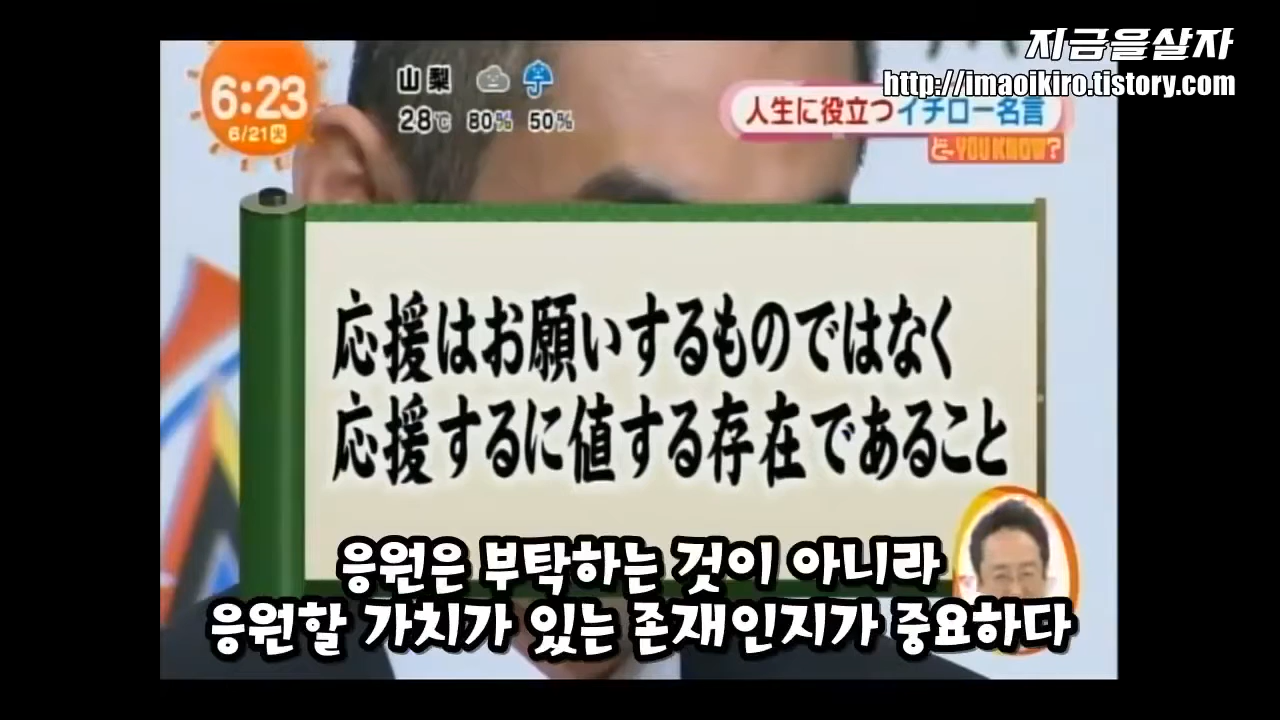 지금을살자
http://imaoikiro.tistory.com
6:23
6/21火
山梨
28℃ 80% 50%
人生に役立つイチロー名言
ど〜YOU KNOW?
応援はお願いするものではなく
応援するに値する存在であること
응원은 부탁하는 것이 아니라
응원할 가치가 있는 존재인지가 중요하다